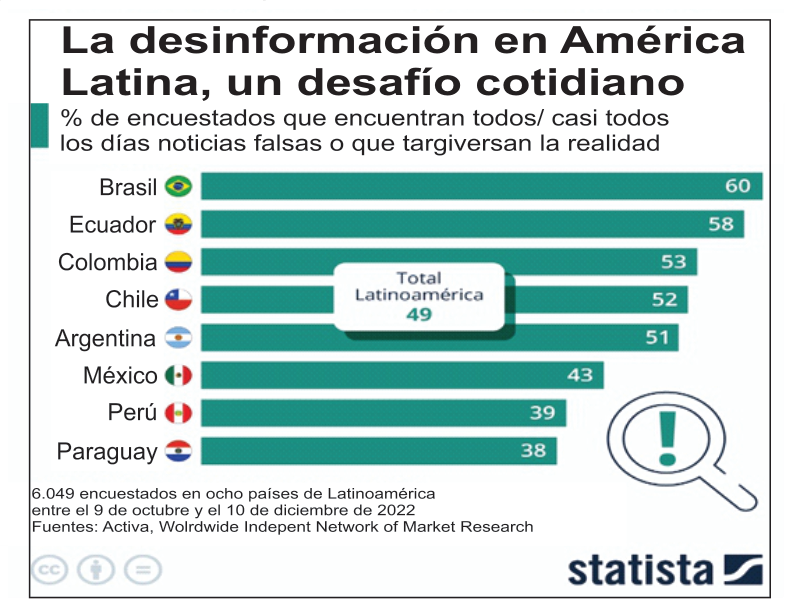 La desinformación en América
Latina, un desafío cotidiano
% de encuestados que encuentran todos/ casi todos
los días noticias falsas o que targiversan la realidad
Brasil 60
Ecuador 58
Colombia 53
Chile 52
Argentina 51
México 43
Perú 39
Paraguay 38
Total
Latinoamérica
49
!
6.049 encuestados en ocho países de Latinoamérica
entre el 9 de octubre y el 10 de diciembre de 2022
Fuentes: Activa, Wolrdwide Indepent Network of Market Research
cc =
statista